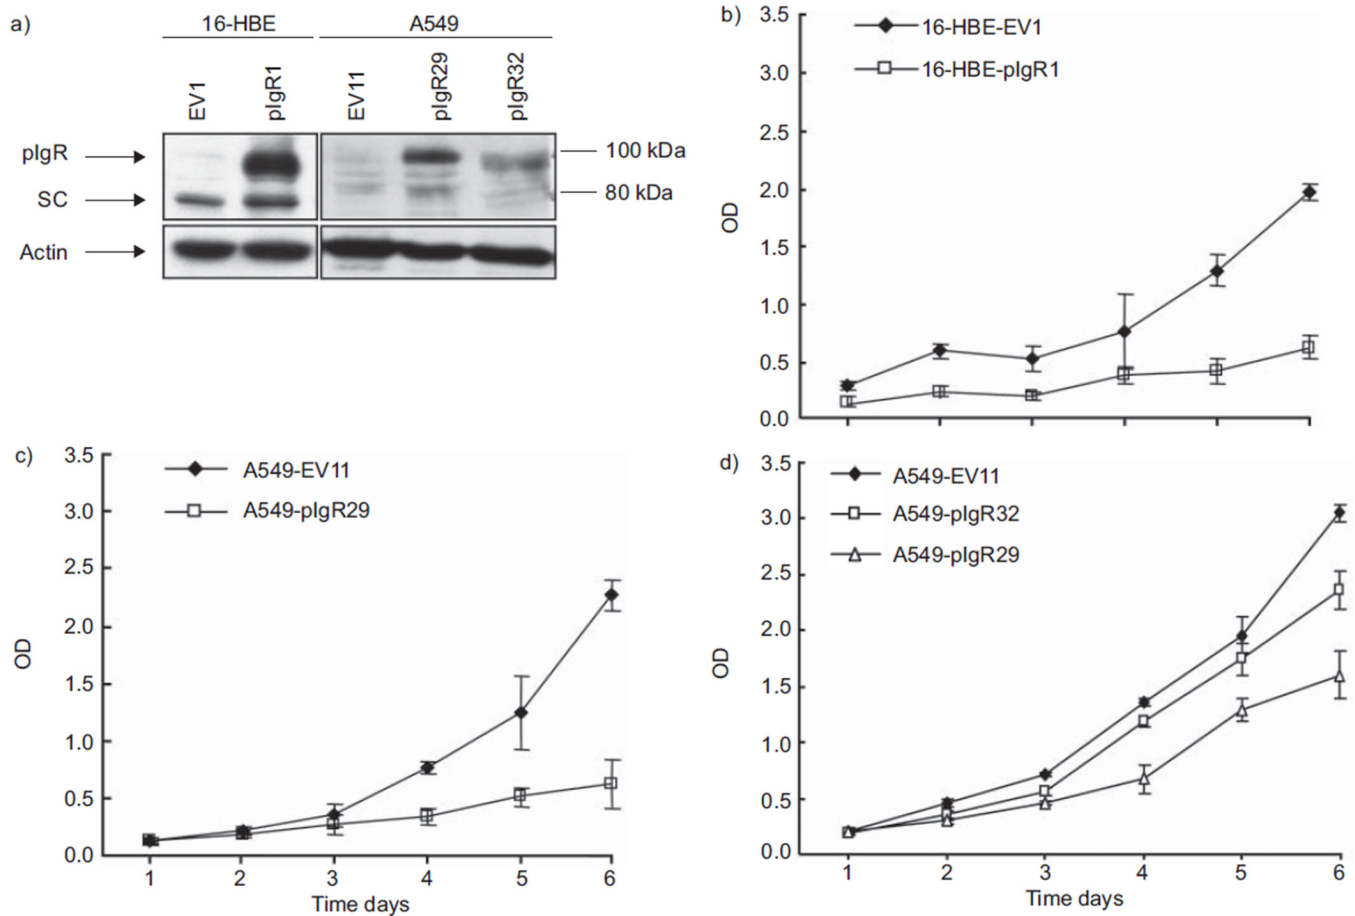 a)
16-HBE A549
EV1 pIgR1 EV11 pIgR29 pIgR32
pIgR 100 kDa
SC 80 kDa
Actin
b)
16-HBE-EV1
16-HBE-pIgR1
3.5
3.0
2.5
2.0
1.5
1.0
0.5
0.0
OD
c)
A549-EV11
A549-pIgR29
3.5
3.0
2.5
2.0
1.5
1.0
0.5
0.0
OD
1 2 3 4 5 6
Time days
d)
A549-EV11
A549-pIgR32
A549-pIgR29
3.5
3.0
2.5
2.0
1.5
1.0
0.5
0.0
OD
1 2 3 4 5 6
Time days